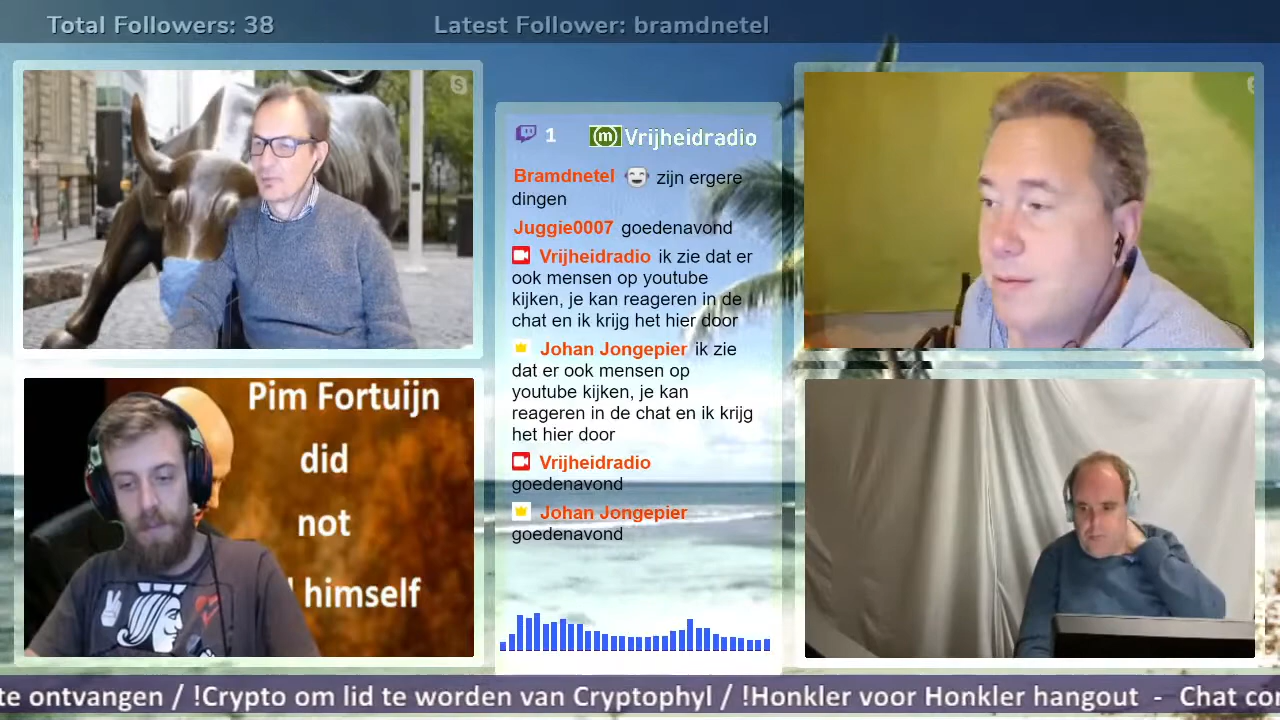 Total Followers: 38
Latest Follower: bramdnetel
1
(m) Vrijheidradio
Bramdnetel zijn ergere
dingen
Juggie0007 goedenavond
Vrijheidradio ik zie dat er
ook mensen op youtube
kijken, je kan reageren in de
chat en ik krijg het hier door
Johan Jongepier ik zie
dat er ook mensen op
youtube kijken, je kan
reageren in de chat en ik krijg
het hier door
Vrijheidradio
goedenavond
Johan Jongepier
goedenavond
Pim Fortuijn
did
not
himself
te ontvangen / !Crypto om lid te worden van Cryptophyl / !Honkler voor Honkler hangout - Chat